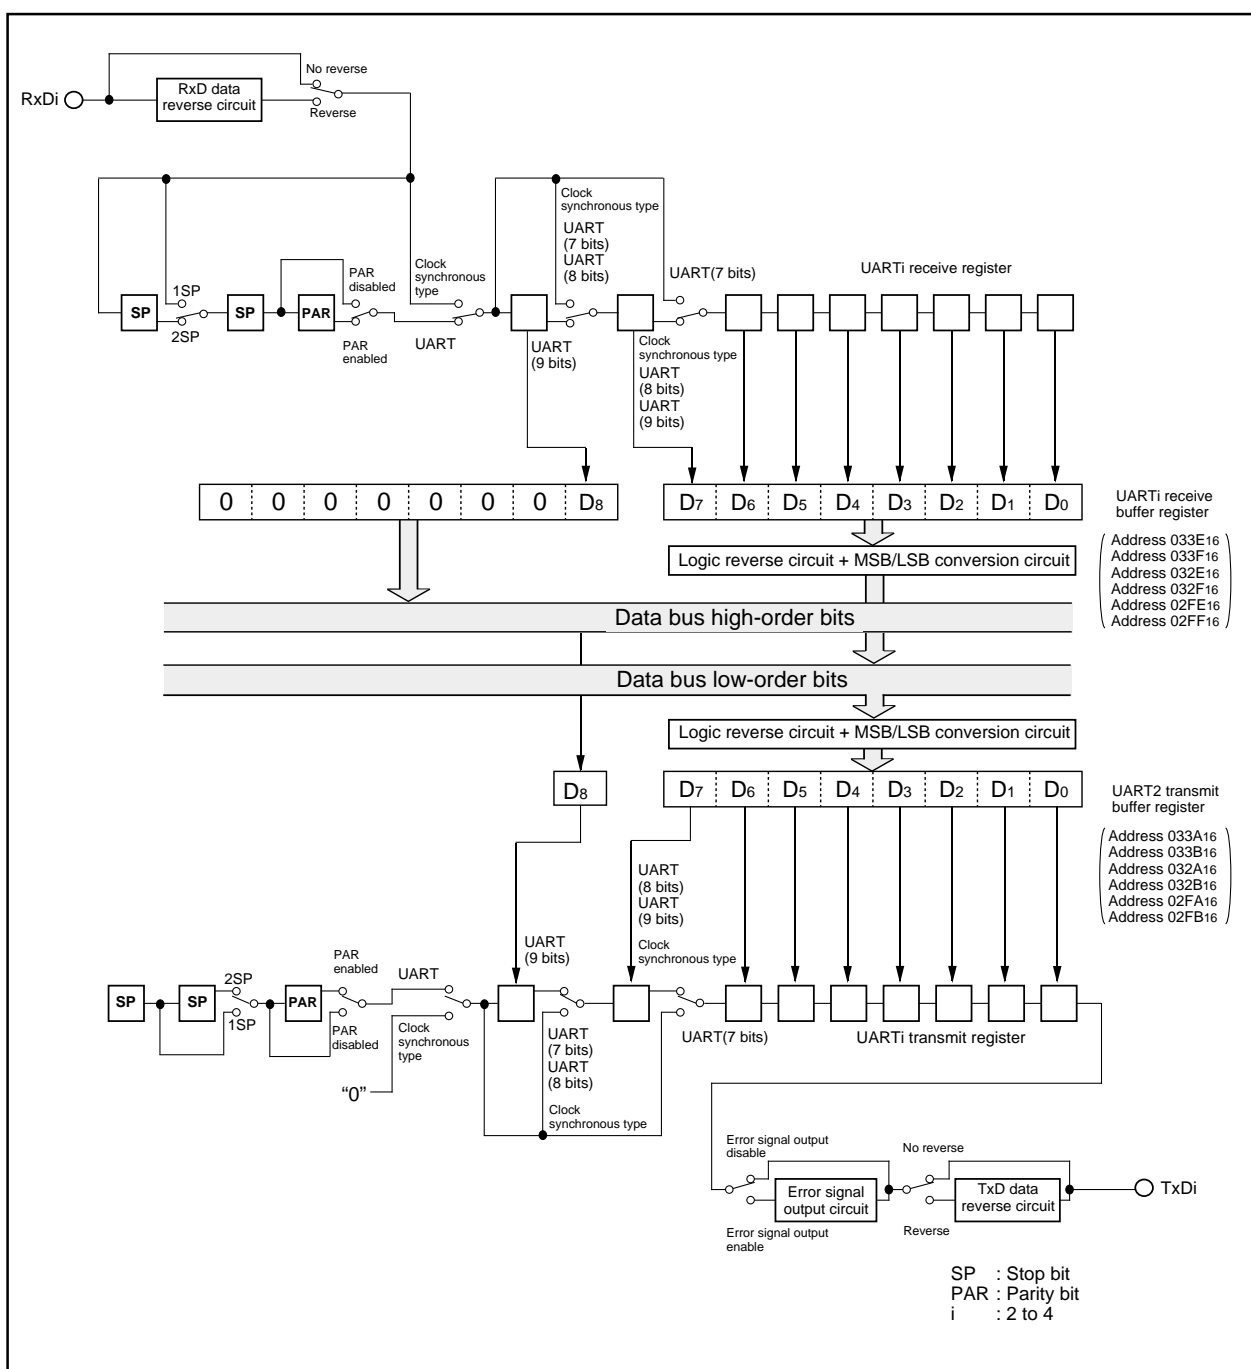 No reverse
RxDi
RxD data
reverse circuit
Reverse
Clock
synchronous type
UART
(7 bits)
UART
(8 bits)
PAR
disabled
Clock
synchronous
type
UART(7 bits)
UARTi receive register
1SP
SP
SP
PAR
2SP
PAR
enabled
UART
UART
(9 bits)
Clock
synchronous type
UART
(8 bits)
UART
(9 bits)
0 0 0 0 0 0 0 D8
D7 D6 D5 D4 D3 D2 D1 D0
UARTi receive
buffer register
Logic reverse circuit + MSB/LSB conversion circuit
Address 033E16
Address 033F16
Address 032E16
Address 032F16
Address 02FE16
Address 02FF16
Data bus high-order bits
Data bus low-order bits
Logic reverse circuit + MSB/LSB conversion circuit
D8
D7 D6 D5 D4 D3 D2 D1 D0
UART2 transmit
buffer register
Address 033A16
Address 033B16
Address 032A16
Address 032B16
Address 02FA16
Address 02FB16
UART
(8 bits)
UART
(9 bits)
Clock
synchronous type
UART
(9 bits)
PAR
enabled
UART
2SP
SP
SP
PAR
1SP
PAR
disabled
Clock
synchronous
type
“0”
UART
(7 bits)
UART
(8 bits)
Clock
synchronous type
UART(7 bits)
UARTi transmit register
Error signal output
disable
No reverse
Error signal
output circuit
TxD data
reverse circuit
TxDi
Error signal output
enable
Reverse
SP : Stop bit
PAR : Parity bit
i : 2 to 4